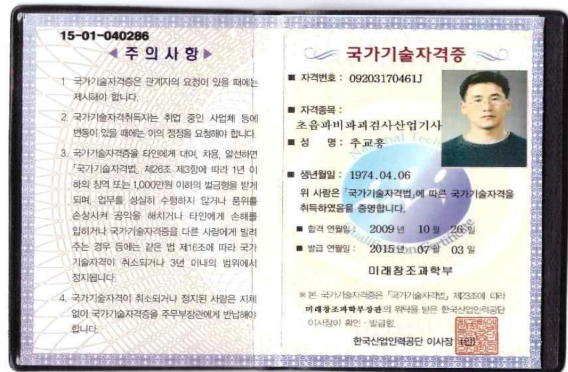 15-01-040286
◀ 주의사항 ▶
1. 국가기술자격증은 관계자의 요청이 있을 때에는
제시해야 합니다.
2. 국가기술자격취득자는 취업 중인 사업체 등에
변동이 있을 때에는 이의 정정을 요청해야 합니다.
3. 국가기술자격증을 타인에게 대여, 차용, 알선하면
「국가기술자격법」 제26조 제3항에 따라 1년 이
하의 징역 또는 1,000만원 이하의 벌금형을 받게
되며, 업무를 성실히 수행하지 않거나 품위를
손상시켜 공익을 해치거나 타인에게 손해를
입히거나 국가기술자격증을 다른 사람에게 빌려
주는 경우 등에는 같은 법 제16조에 따라 국가
기술자격이 취소되거나 3년 이내의 범위에서
정지됩니다.
4. 국가기술자격이 취소되거나 정지된 사람은 지체
없이 국가기술자격증을 주무부장관에게 반납해야
합니다.
국가기술자격증
■ 자격번호 : 09203170461J
■ 자격종목 :
초음파비파괴검사산업기사
■ 성 명 : 추교홍
■ 생년월일 : 1974.04.06
위 사람은 「국가기술자격법」에 따른 국가기술자격을
취득하였음을 증명합니다.
■ 합격 연월일 : 2009 년 10 월 26 일
■ 발급 연월일 : 2015 년 07 월 03 일
미래창조과학부
※ 본 국가기술자격증은 「국가기술자격법」 제23조에 따라
미래창조과학부장관의 위탁을 받은 한국산업인력공단
이사장이 확인·발급함.
한국산업인력공단 이사장 (인)